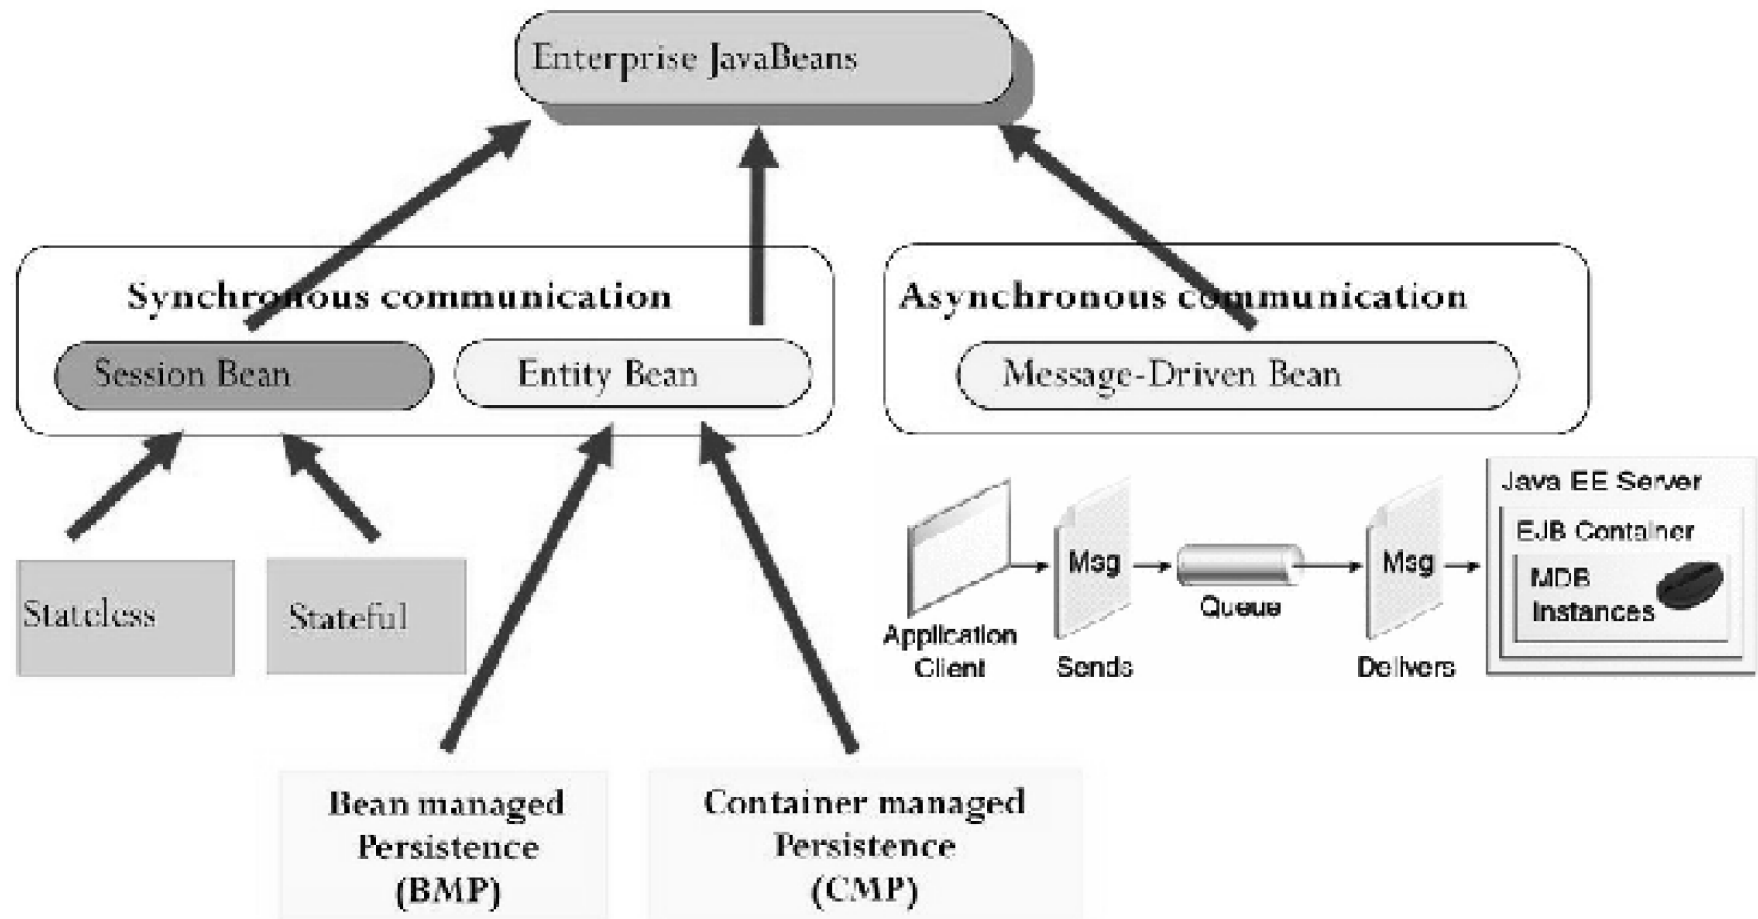 Enterprise JavaBeans
Synchronous communication
Session Bean
Entity Bean
Asynchronous communication
Message-Driven Bean
Stateless
Stateful
Bean managed
Persistence
(BMP)
Container managed
Persistence
(CMP)
Application
Client
Msg
Sends
Queue
Msg
Delivers
Java EE Server
EJB Container
MDB
Instances